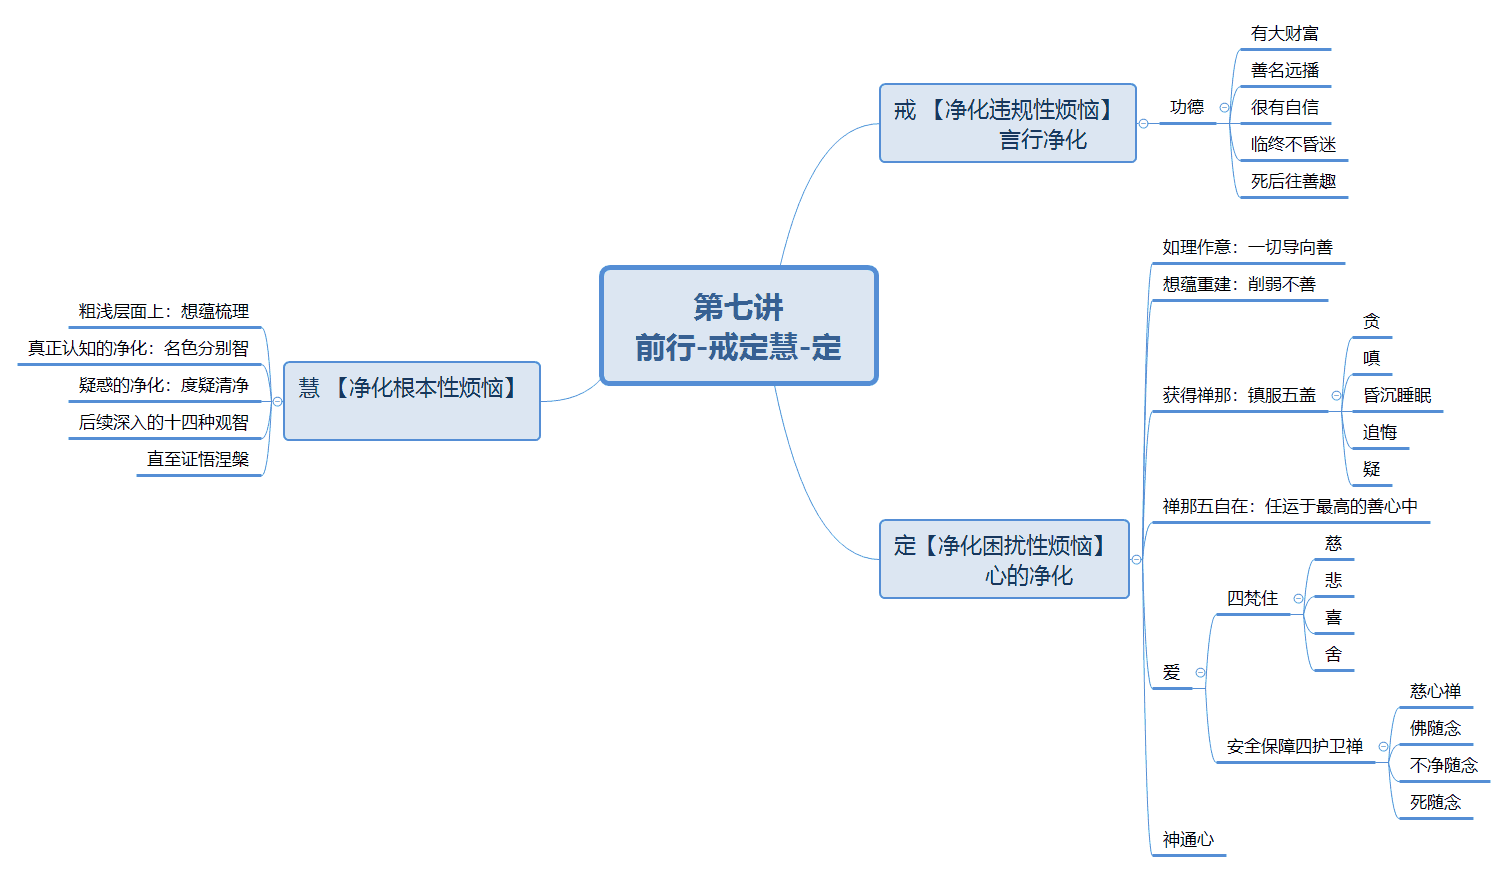 第七讲
前行-戒定慧-定
戒 【净化违规性烦恼】
言行净化
功德
有大财富
善名远播
很有自信
临终不昏迷
死后往善趣
定【净化困扰性烦恼】
心的净化
如理作意：一切导向善
想蕴重建：削弱不善
获得禅那：镇服五盖
贪
嗔
昏沉睡眠
追悔
疑
禅那五自在：任运于最高的善心中
爱
四梵住
慈
悲
喜
舍
安全保障四护卫禅
慈心禅
佛随念
不净随念
死随念
神通心
慧 【净化根本性烦恼】
粗浅层面上：想蕴梳理
真正认知的净化：名色分别智
疑惑的净化：度疑清净
后续深入的十四种观智
直至证悟涅槃